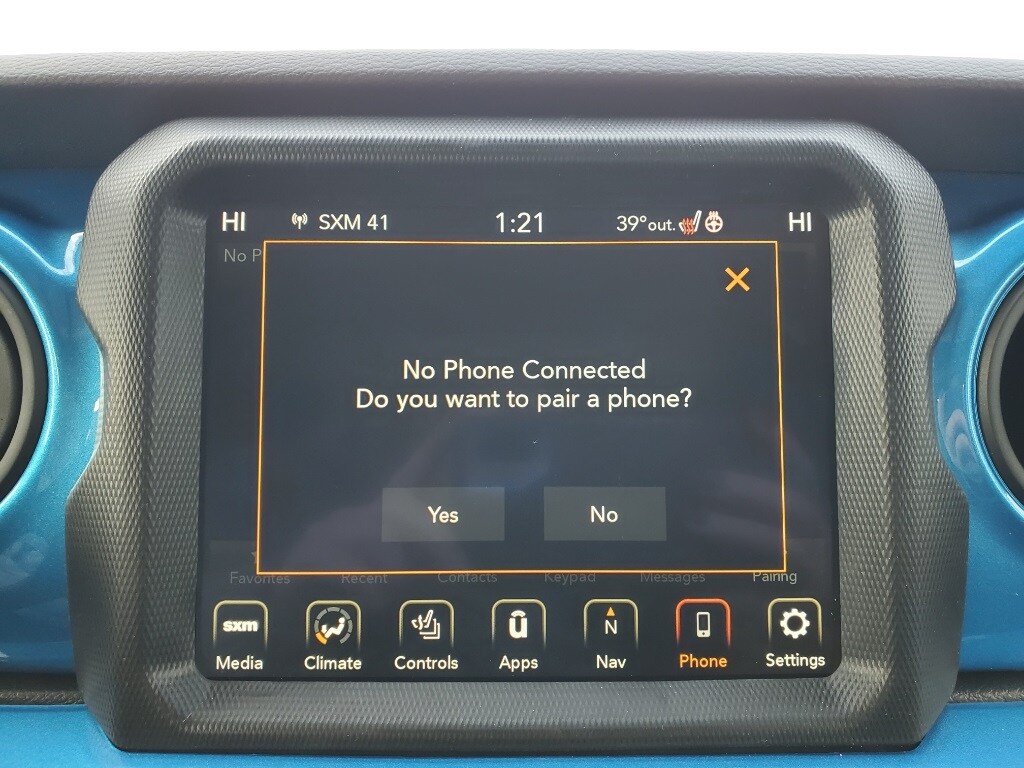 HI SXM 41 1:21 39°out. HI
No P
No Phone Connected
Do you want to pair a phone?
Yes No
Favorites Recent Contacts Keypad Messages Pairing
sxm û N
Media Climate Controls Apps Nav Phone Settings